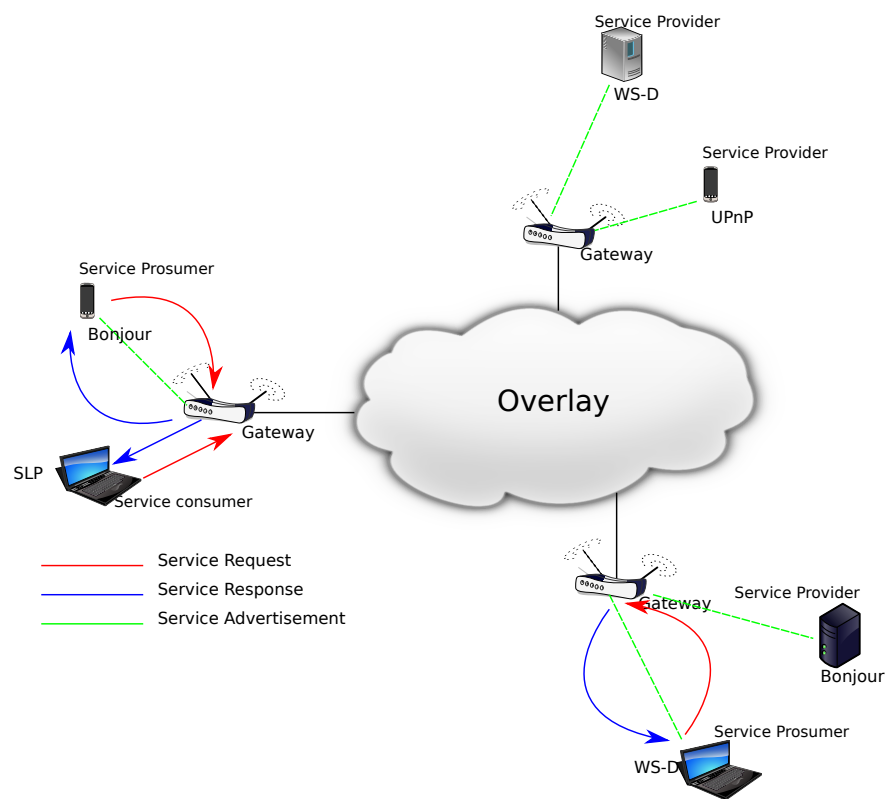 Service Provider
WS-D
Service Provider
UPnP
Gateway
Service Prosumer
Bonjour
Overlay
Gateway
SLP
Service consumer
Service Request
Service Response
Service Advertisement
Gateway
Service Provider
Bonjour
Service Prosumer
WS-D